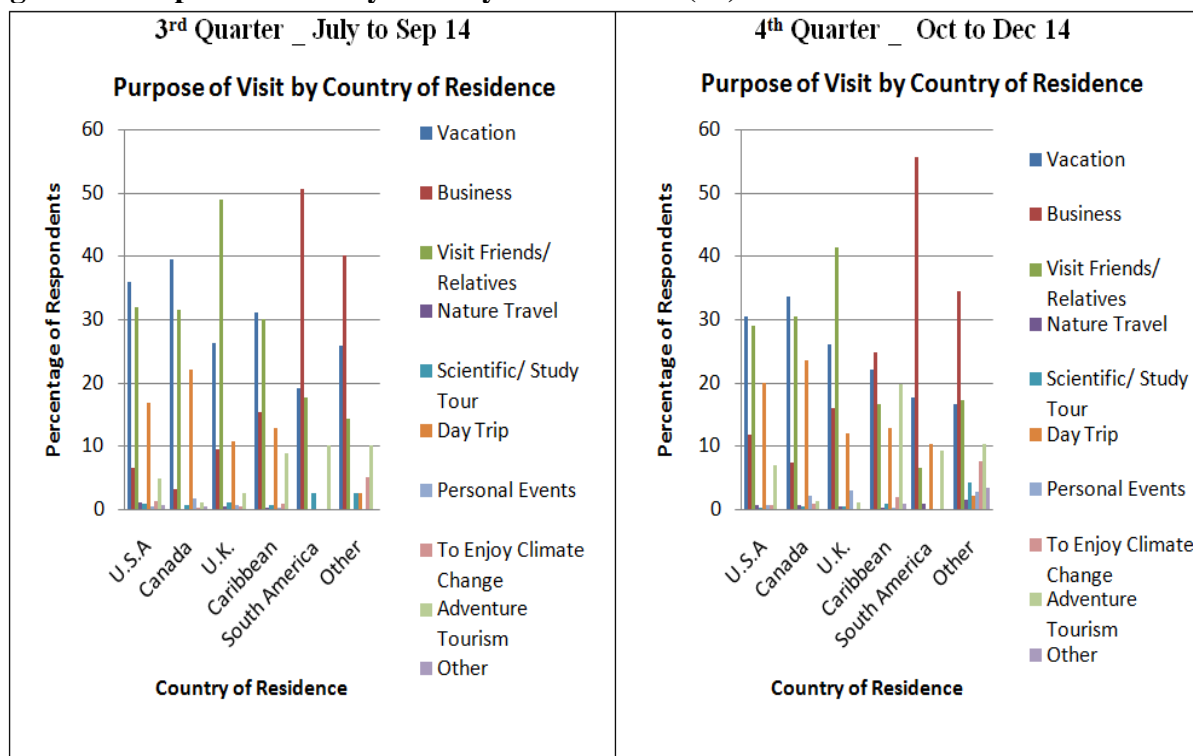 3rd Quarter _ July to Sep 14
Purpose of Visit by Country of Residence
Percentage of Respondents
60
50
40
30
20
10
0
U.S.A
Canada
U.K.
Caribbean
South America
Other
Country of Residence
Vacation
Business
Visit Friends/
Relatives
Nature Travel
Scientific/ Study
Tour
Day Trip
Personal Events
To Enjoy Climate
Change
Adventure
Tourism
Other
4th Quarter _ Oct to Dec 14
Purpose of Visit by Country of Residence
Percentage of Respondents
60
50
40
30
20
10
0
U.S.A
Canada
U.K.
Caribbean
South America
Other
Country of Residence
Vacation
Business
Visit Friends/
Relatives
Nature Travel
Scientific/ Study
Tour
Day Trip
Personal Events
To Enjoy Climate
Change
Adventure
Tourism
Other